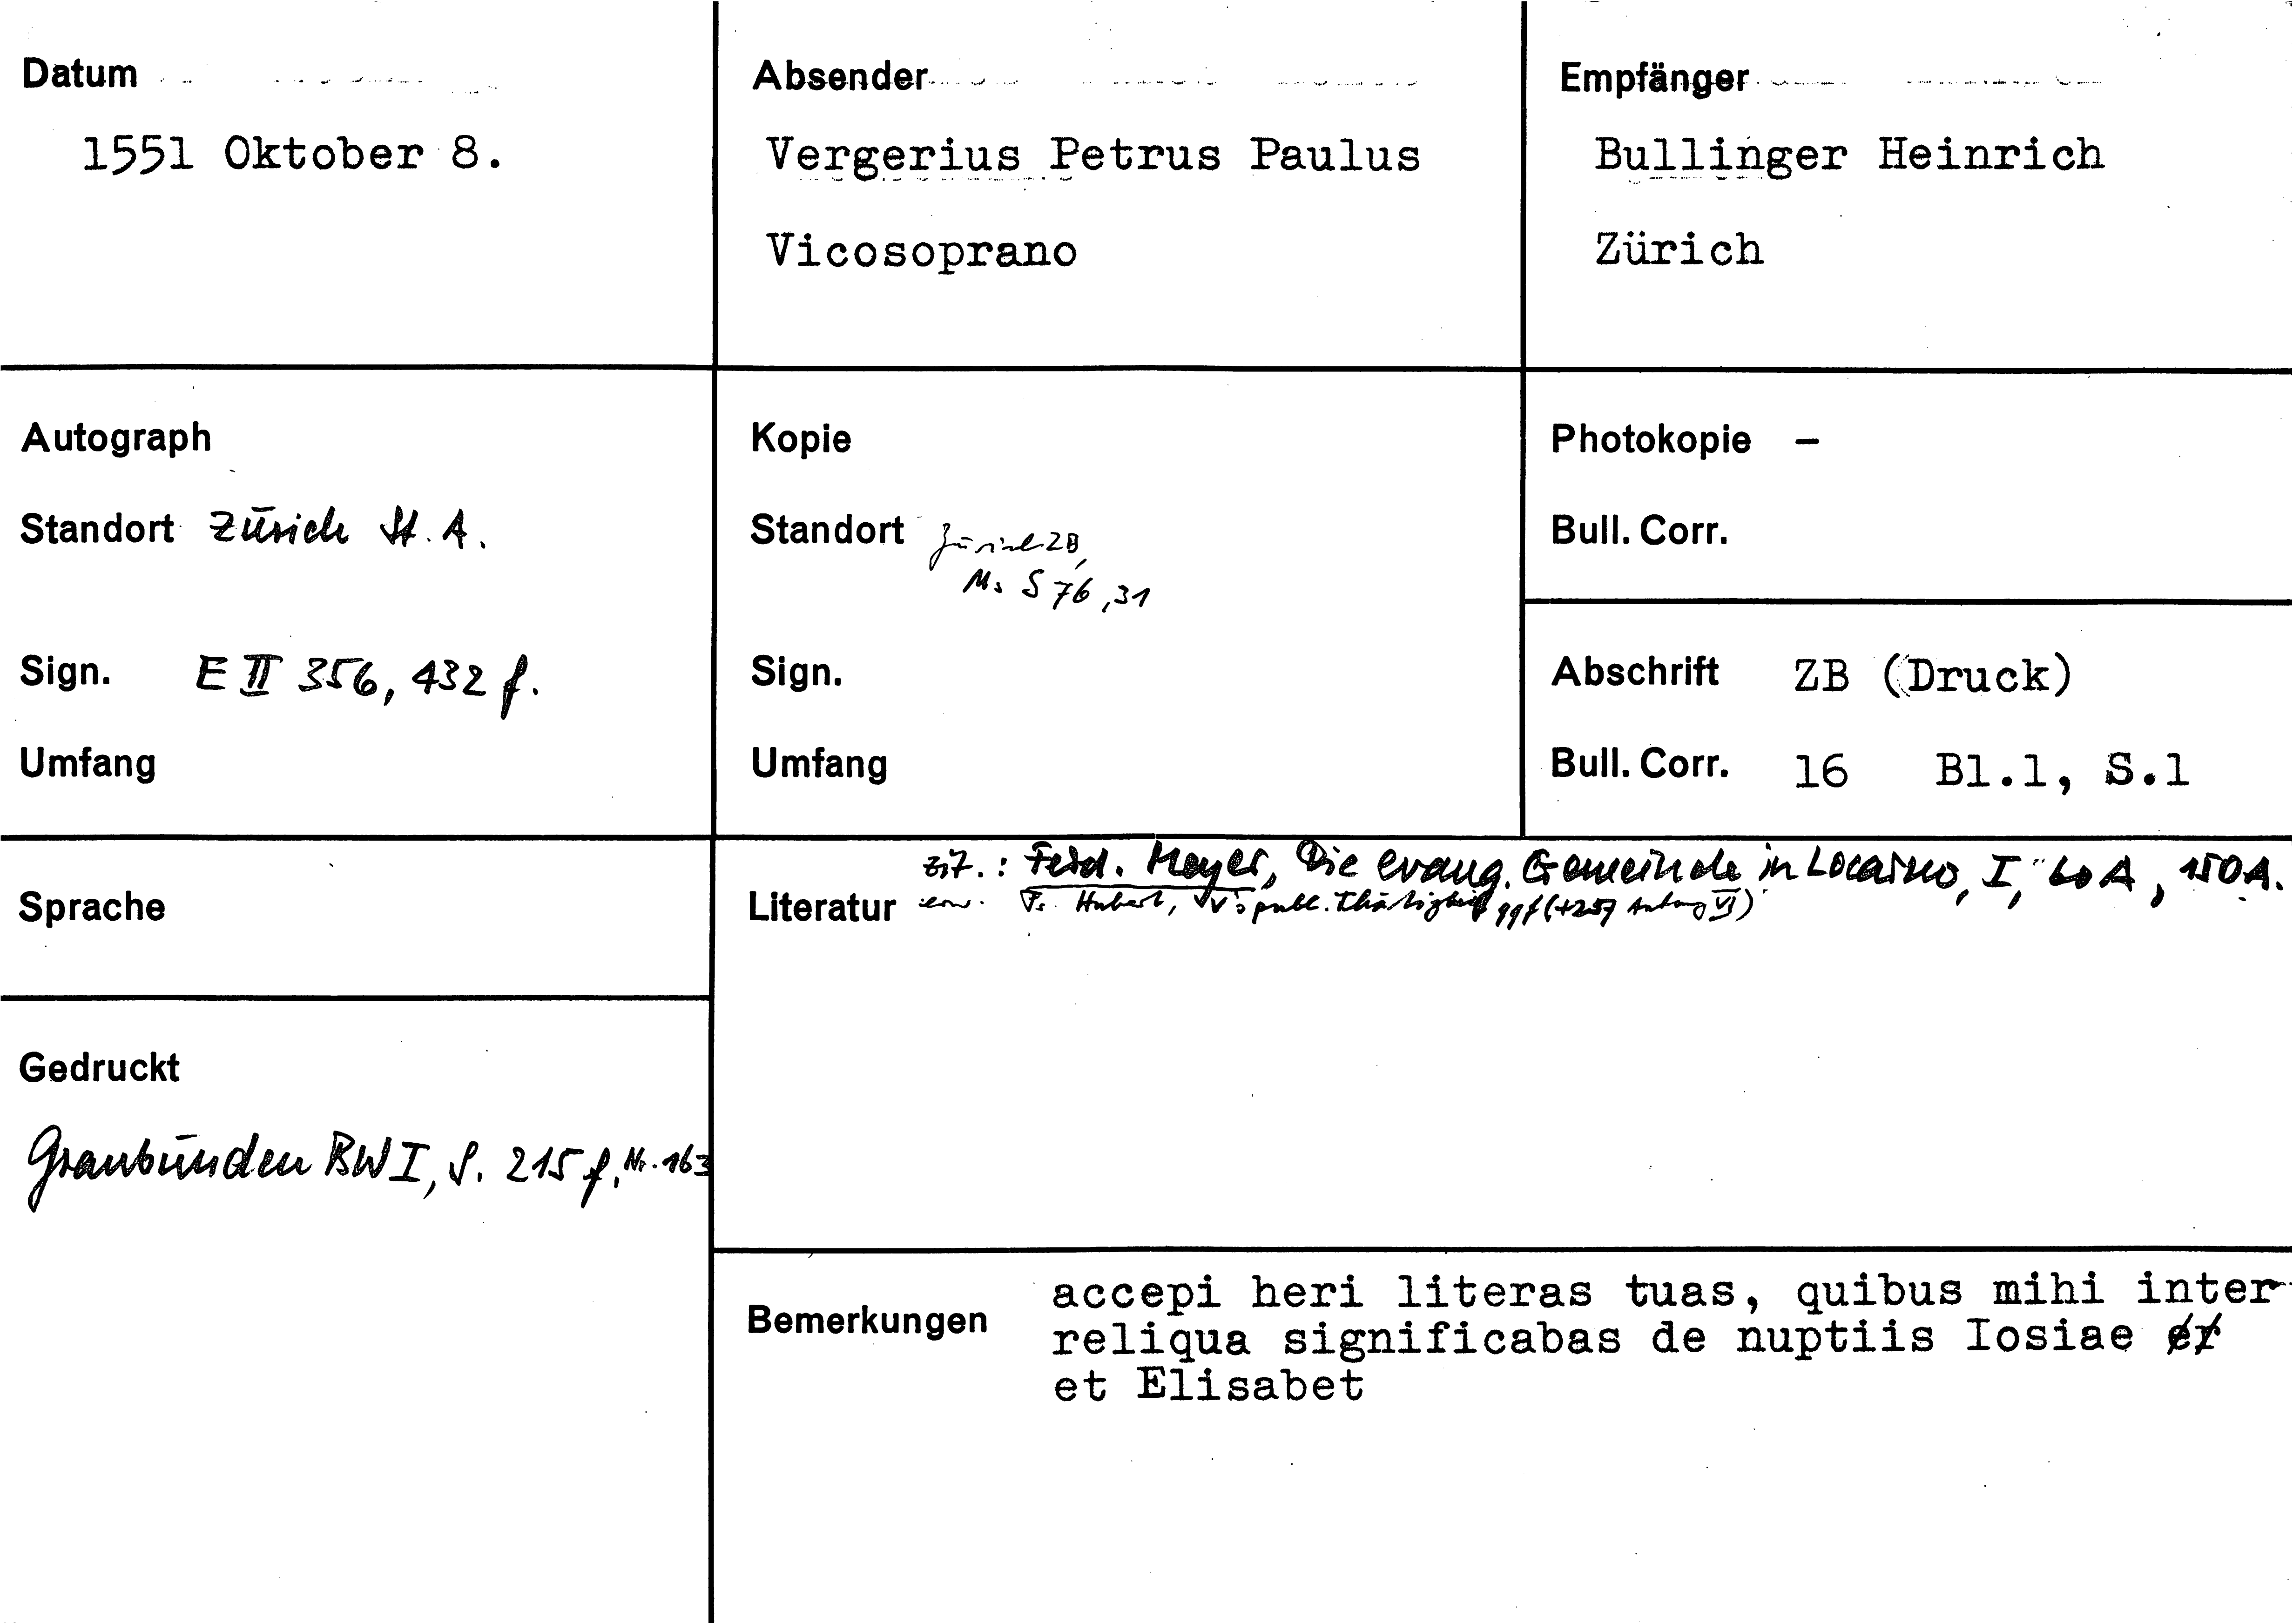 Datum
1551 Oktober 8.
Absender
Vergerius Petrus Paulus
Vicosoprano
Empfänger
Bullinger Heinrich
Zürich
Autograph
Standort Zürich St. A.
Sign. E II 356, 432 f.
Umfang
Kopie
Standort Zürich ZB,
Ms S 76, 31
Sign.
Umfang
Photokopie –
Bull. Corr.
Abschrift ZB (Druck)
Bull. Corr. 16 Bl.1, S.1
Sprache
Gedruckt
Graubünden BW I, S. 215 f, Nr. 163
zit.: Ferd. Meyer, Die evang. Gemeinde in Locarno, I, 60 A, 150 A.
Literatur erw. Fr. Hubert, V's publ. Thätigkeit 99f (+257 Anhang VI)
Bemerkungen
accepi heri literas tuas, quibus mihi inter
reliqua significabas de nuptiis Iosiae er
et Elisabet